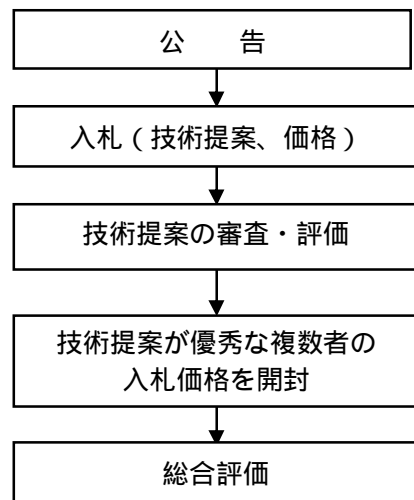 公　　告
入札（技術提案、価格）
技術提案の審査・評価
技術提案が優秀な複数者の
入札価格を開封
総合評価